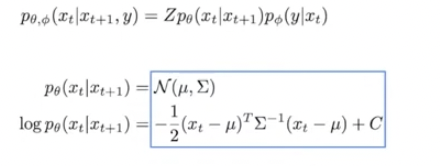 p_{θ,ϕ}(x_t|x_{t+1}, y) = Zp_θ(x_t|x_{t+1})p_ϕ(y|x_t)
p_θ(x_t|x_{t+1}) = N(μ, Σ)
log p_θ(x_t|x_{t+1}) = −\frac{1}{2}(x_t − μ)^T Σ^{−1}(x_t − μ) + C